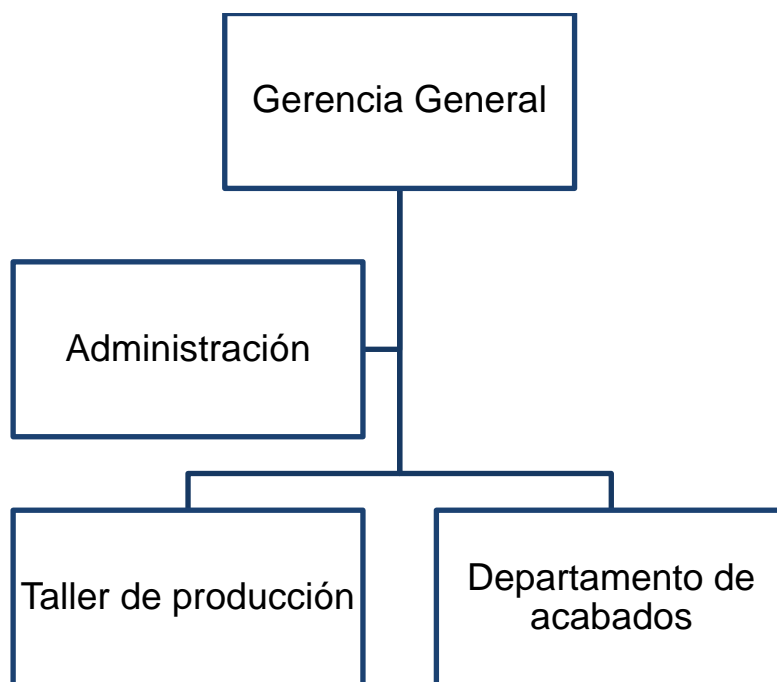 Gerencia General
Administración
Taller de producción
Departamento de
acabados